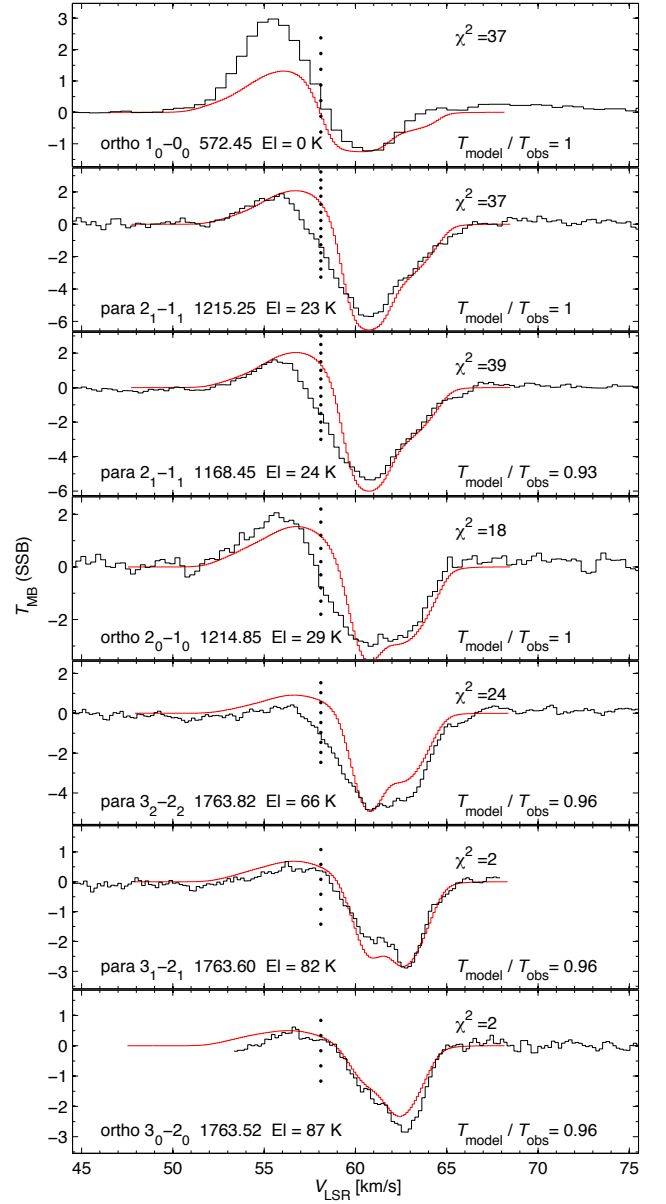 3
2
1
0
−1
χ² =37
ortho 1₀−0₀ 572.45 El = 0 K
T_model / T_obs = 1
2
0
−2
−4
−6
χ² =37
para 2₁−1₁ 1215.25 El = 23 K
T_model / T_obs = 1
2
0
−2
−4
−6
χ² =39
para 2₁−1₁ 1168.45 El = 24 K
T_model / T_obs = 0.93
2
0
−2
χ² =18
ortho 2₀−1₀ 1214.85 El = 29 K
T_model / T_obs = 1
T_MB (SSB)
2
0
−2
−4
χ² =24
para 3₂−2₂ 1763.82 El = 66 K
T_model / T_obs = 0.96
1
0
−1
−2
−3
χ² =2
para 3₁−2₁ 1763.60 El = 82 K
T_model / T_obs = 0.96
1
0
−1
−2
−3
χ² =2
ortho 3₀−2₀ 1763.52 El = 87 K
T_model / T_obs = 0.96
45 50 55 60 65 70 75
V_LSR [km/s]